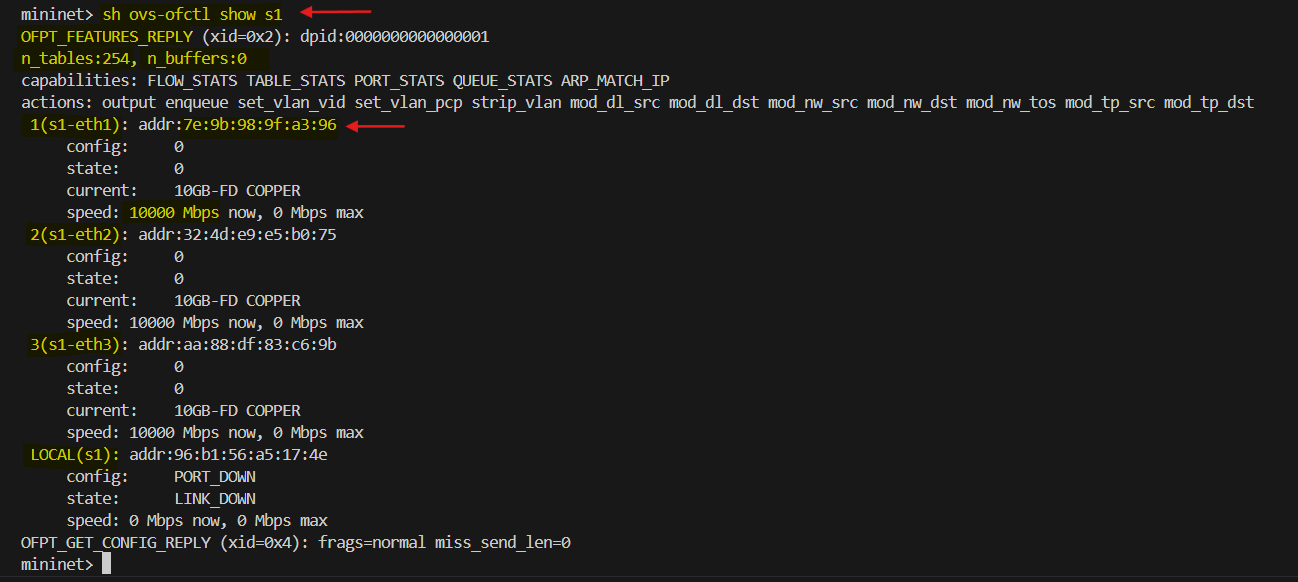 mininet> sh ovs-ofctl show s1
OFPT_FEATURES_REPLY (xid=0x2): dpid:0000000000000001
n_tables:254, n_buffers:0
capabilities: FLOW_STATS TABLE_STATS PORT_STATS QUEUE_STATS ARP_MATCH_IP
actions: output enqueue set_vlan_vid set_vlan_pcp strip_vlan mod_dl_src mod_dl_dst mod_nw_src mod_nw_dst mod_nw_tos mod_tp_src mod_tp_dst
 1(s1-eth1): addr:7e:9b:98:9f:a3:96
     config:     0
     state:      0
     current:    10GB-FD COPPER
     speed: 10000 Mbps now, 0 Mbps max
 2(s1-eth2): addr:32:4d:e9:e5:b0:75
     config:     0
     state:      0
     current:    10GB-FD COPPER
     speed: 10000 Mbps now, 0 Mbps max
 3(s1-eth3): addr:aa:88:df:83:c6:9b
     config:     0
     state:      0
     current:    10GB-FD COPPER
     speed: 10000 Mbps now, 0 Mbps max
 LOCAL(s1): addr:96:b1:56:a5:17:4e
     config:     PORT_DOWN
     state:      LINK_DOWN
     speed: 0 Mbps now, 0 Mbps max
OFPT_GET_CONFIG_REPLY (xid=0x4): frags=normal miss_send_len=0
mininet>